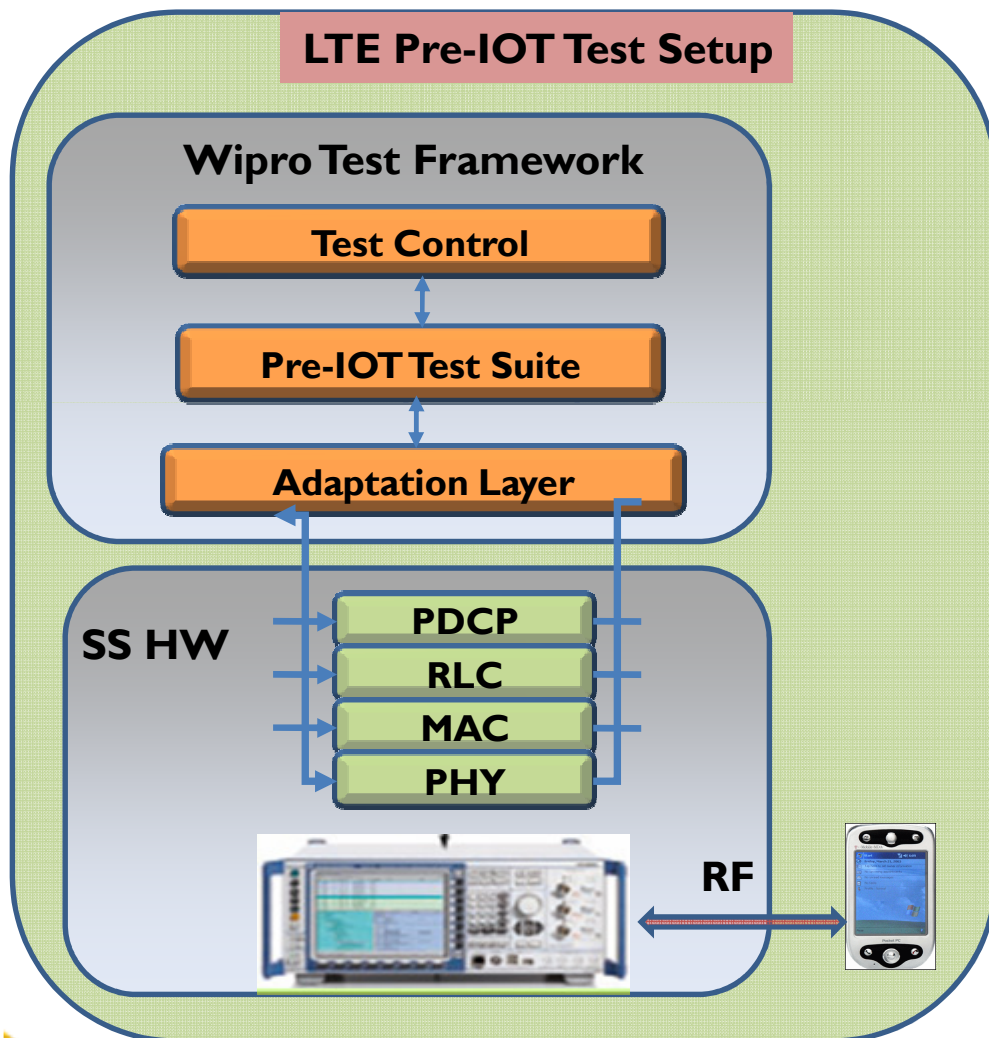 LTE Pre-IOT Test Setup
Wipro Test Framework
Test Control
Pre-IOT Test Suite
Adaptation Layer
SS HW
PDCP
RLC
MAC
PHY
RF